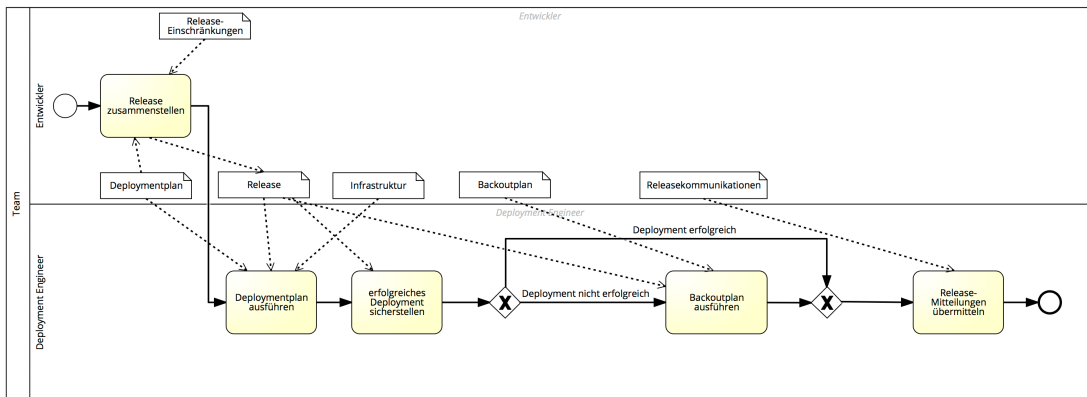 Entwickler
Release-
Einschränkungen
Team
Entwickler
Release
zusammenstellen
Deploymentplan
Release
Infrastruktur
Backoutplan
Releasekommunikationen
Deployment Engineer
Deployment Engineer
Deployment erfolgreich
Deploymentplan
ausführen
erfolgreiches
Deployment
sicherstellen
X
Deployment nicht erfolgreich
Backoutplan
ausführen
X
Release-
Mitteilungen
übermitteln